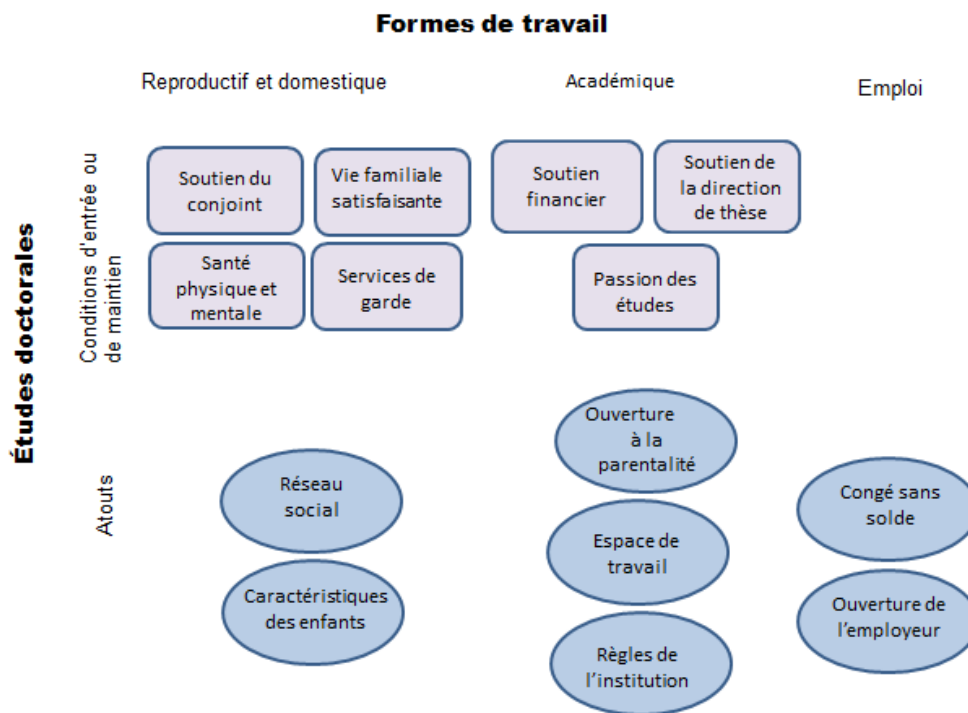 Formes de travail
Reproductif et domestique
Académique
Emploi
Études doctorales
Conditions d'entrée ou
de maintien
Soutien du
conjoint
Vie familiale
satisfaisante
Soutien
financier
Soutien de
la direction
de thèse
Santé
physique et
mentale
Services de
garde
Passion des
études
Atouts
Réseau
social
Caractéristiques
des enfants
Ouverture
à la
parentalité
Espace de
travail
Règles de
l’institution
Congé sans
solde
Ouverture de
l’employeur